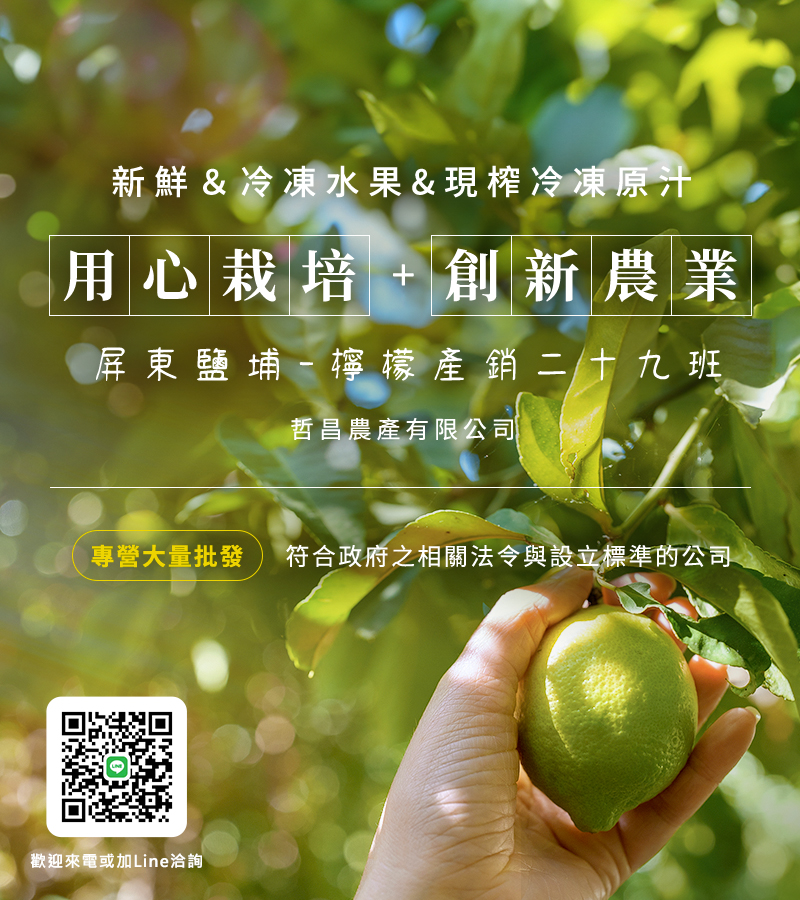 新鮮＆冷凍水果&現榨冷凍原汁
用心栽培+創新農業
屏東鹽埔-檸檬產銷二十九班
哲昌農產有限公司
專營大量批發 符合政府之相關法令與設立標準的公司
LINE
歡迎來電或加Line洽詢